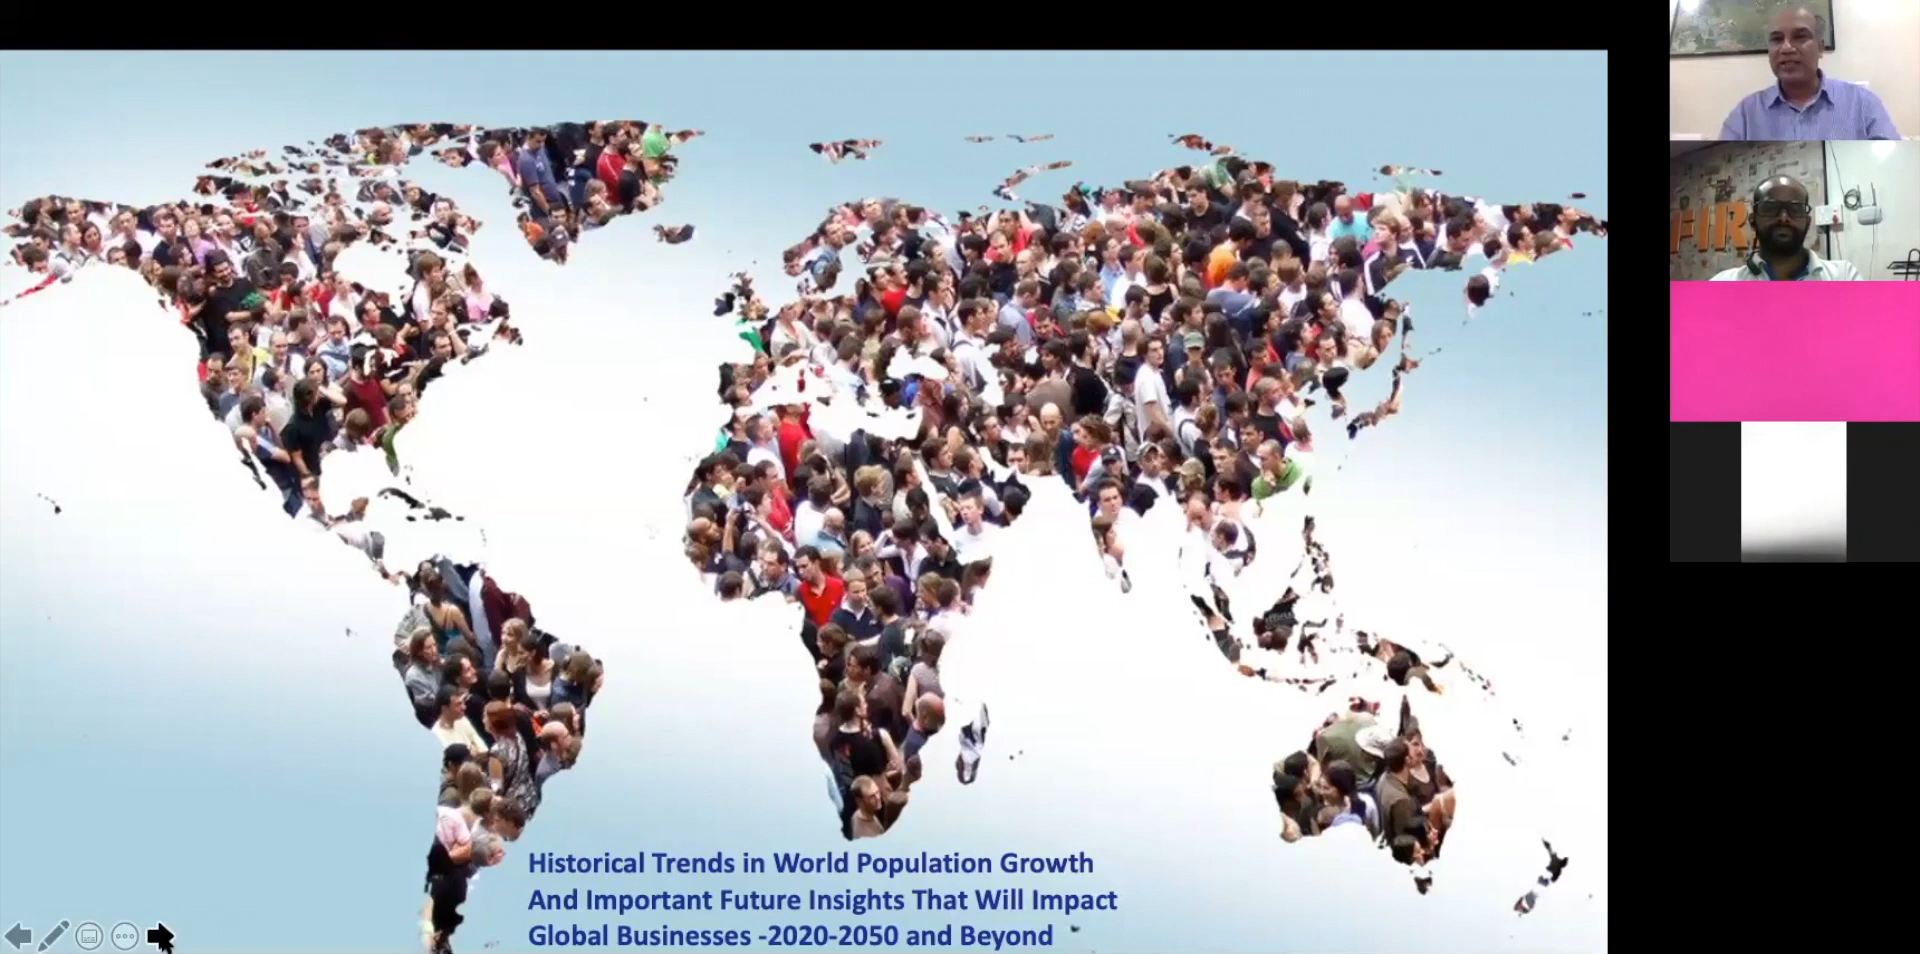 Historical Trends in World Population Growth
And Important Future Insights That Will Impact
Global Businesses -2020-2050 and Beyond
FIR